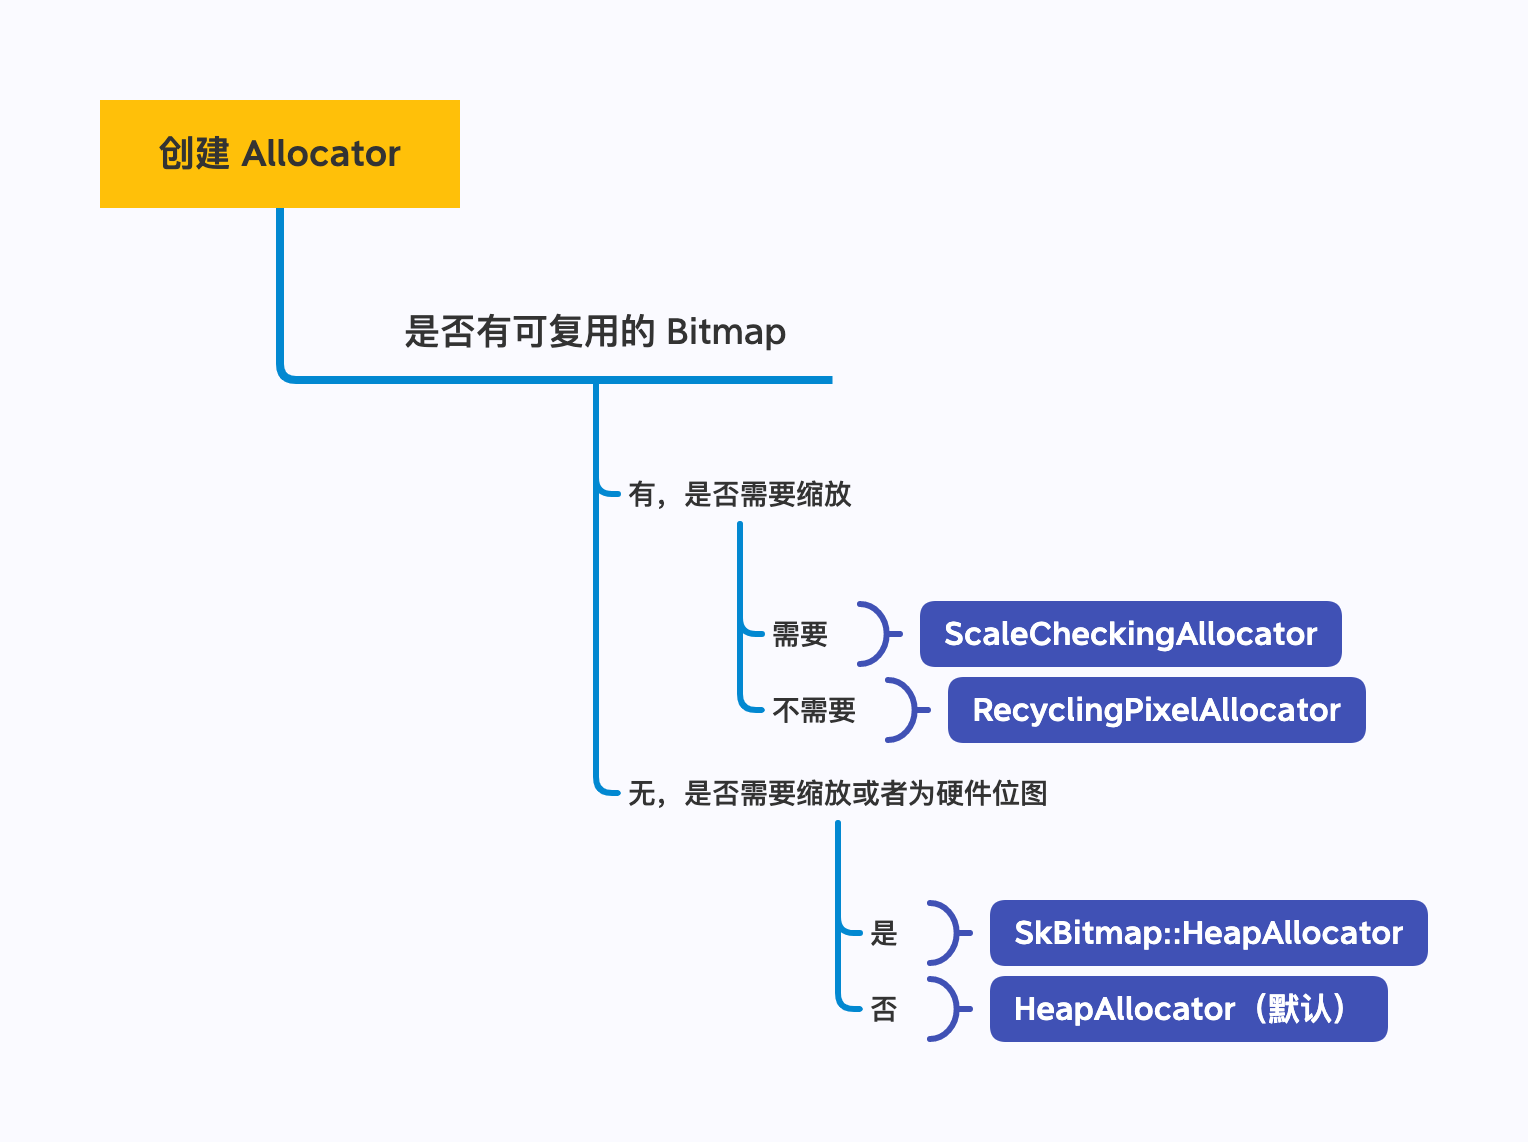 创建 Allocator
是否有可复用的 Bitmap
有，是否需要缩放
需要
ScaleCheckingAllocator
不需要
RecyclingPixelAllocator
无，是否需要缩放或者为硬件位图
是
SkBitmap::HeapAllocator
否
HeapAllocator（默认）